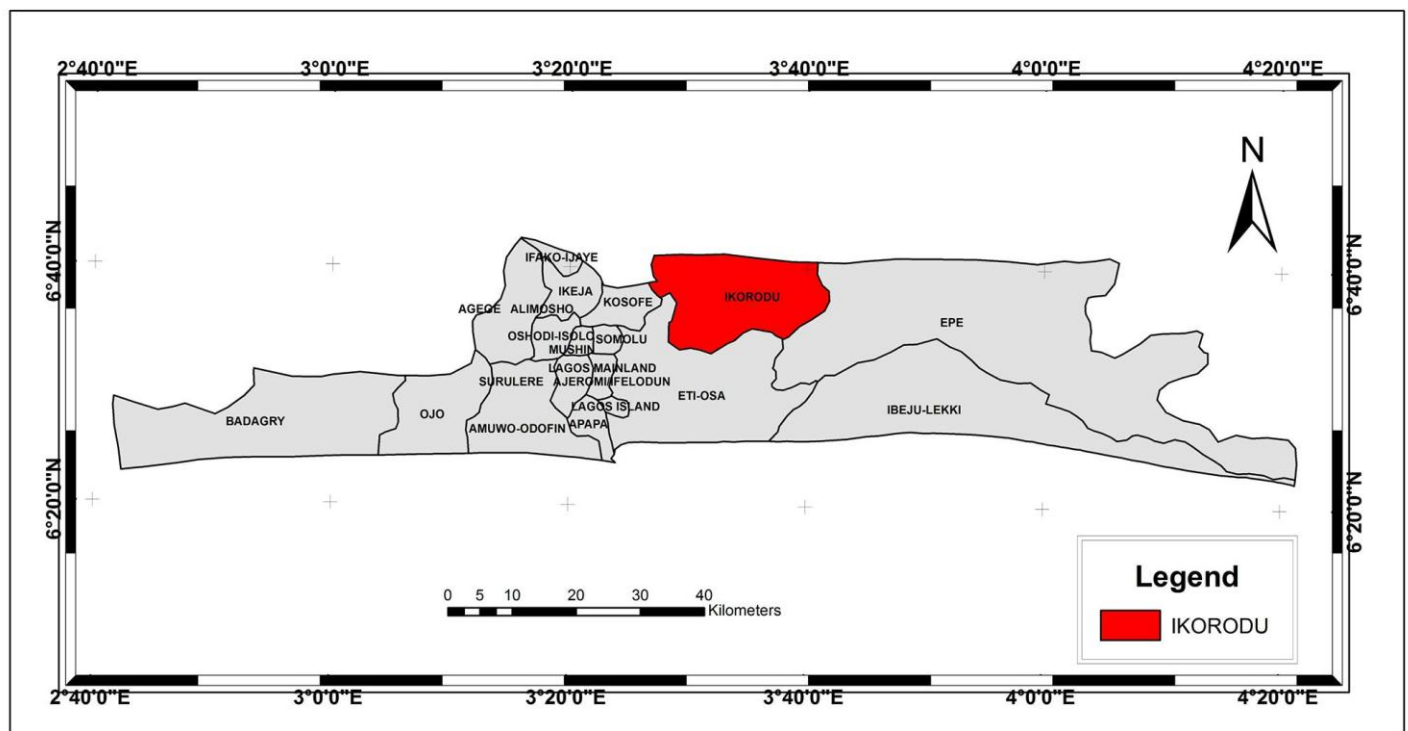 2°40'0"E 3°0'0"E 3°20'0"E 3°40'0"E 4°0'0"E 4°20'0"E
N
6°40'0"N
6°40'0"N
IFAKO-IJAYE
IKEJA
IKORODU
KOSOFE
AGEGE ALIMOSHO
EPE
OSHODI-ISOLO
SOMOLU
MUSHIN
LAGOS MAINLAND
SURULERE
AJEROMI/IFELODUN
ETI-OSA
LAGOS ISLAND
IBEJU-LEKKI
OJO
BADAGRY
APAPA
AMUWO-ODOFIN
6°20'0"N
6°20'0"N
Legend
IKORODU
0 5 10 20 30 40
Kilometers
2°40'0"E 3°0'0"E 3°20'0"E 3°40'0"E 4°0'0"E 4°20'0"E